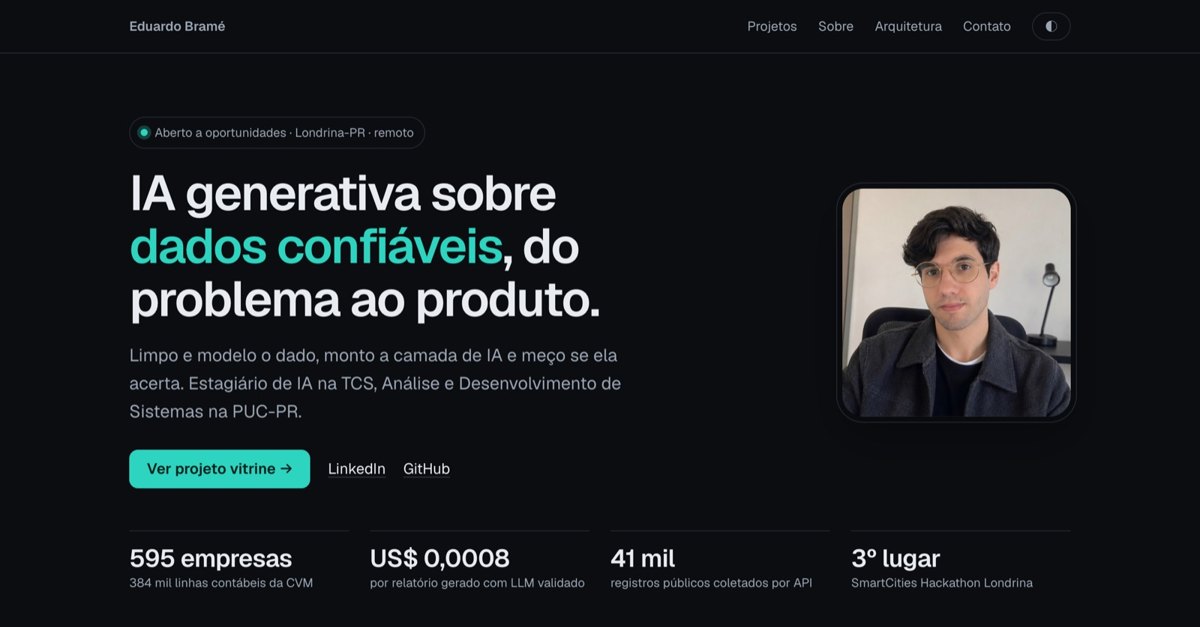 Eduardo Bramé
Projetos Sobre Arquitetura Contato
Aberto a oportunidades · Londrina-PR · remoto
IA generativa sobre
dados confiáveis, do
problema ao produto.
Limpo e modelo o dado, monto a camada de IA e meço se ela
acerta. Estagiário de IA na TCS, Análise e Desenvolvimento de
Sistemas na PUC-PR.
Ver projeto vitrine →
LinkedIn
GitHub
595 empresas
384 mil linhas contábeis da CVM
US$ 0,0008
por relatório gerado com LLM validado
41 mil
registros públicos coletados por API
3º lugar
SmartCities Hackathon Londrina